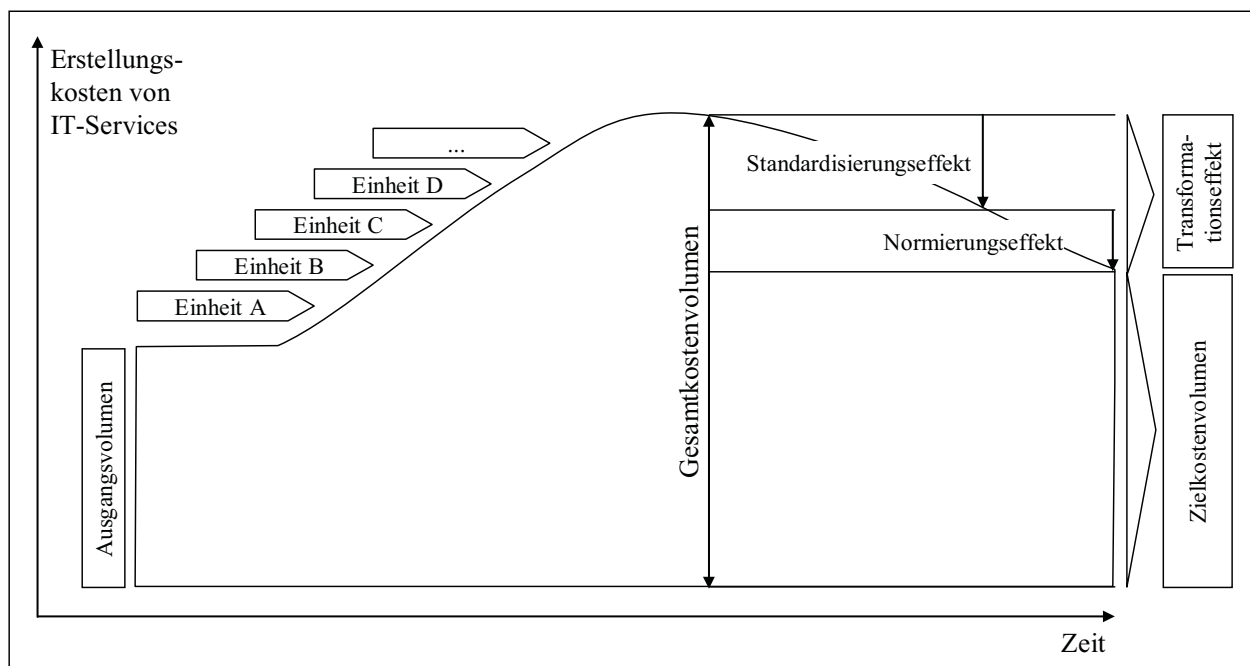 Erstellungs-
kosten von
IT-Services
...
Einheit D
Einheit C
Einheit B
Einheit A
Ausgangsvolumen
Gesamtkostenvolumen
Standardisierungseffekt
Normierungseffekt
Transforma-
tionseffekt
Zielkostenvolumen
Zeit